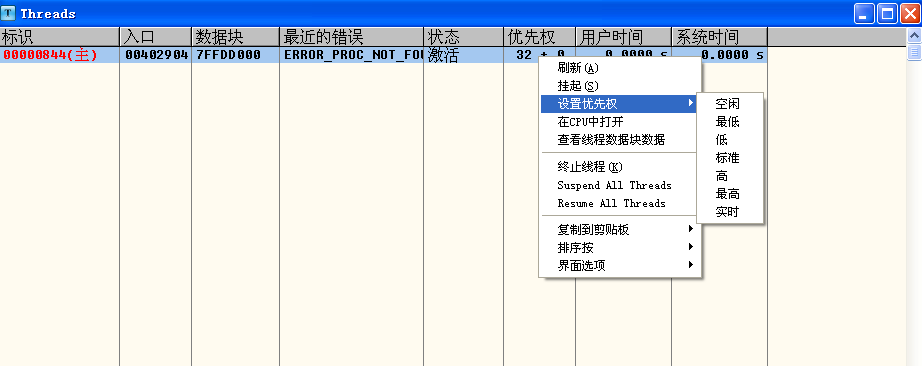 T Threads
标识 入口 数据块 最近的错误 状态 优先权 用户时间 系统时间
00000844(主) 00402904 7FFDD000 ERROR_PROC_NOT_FOU 激活 32 + 0 0.0000 s 0.0000 s
刷新(A)
挂起(S)
设置优先权
在CPU中打开
查看线程数据块数据
终止线程(K)
Suspend All Threads
Resume All Threads
复制到剪贴板
排序按
界面选项
空闲
最低
低
标准
高
最高
实时